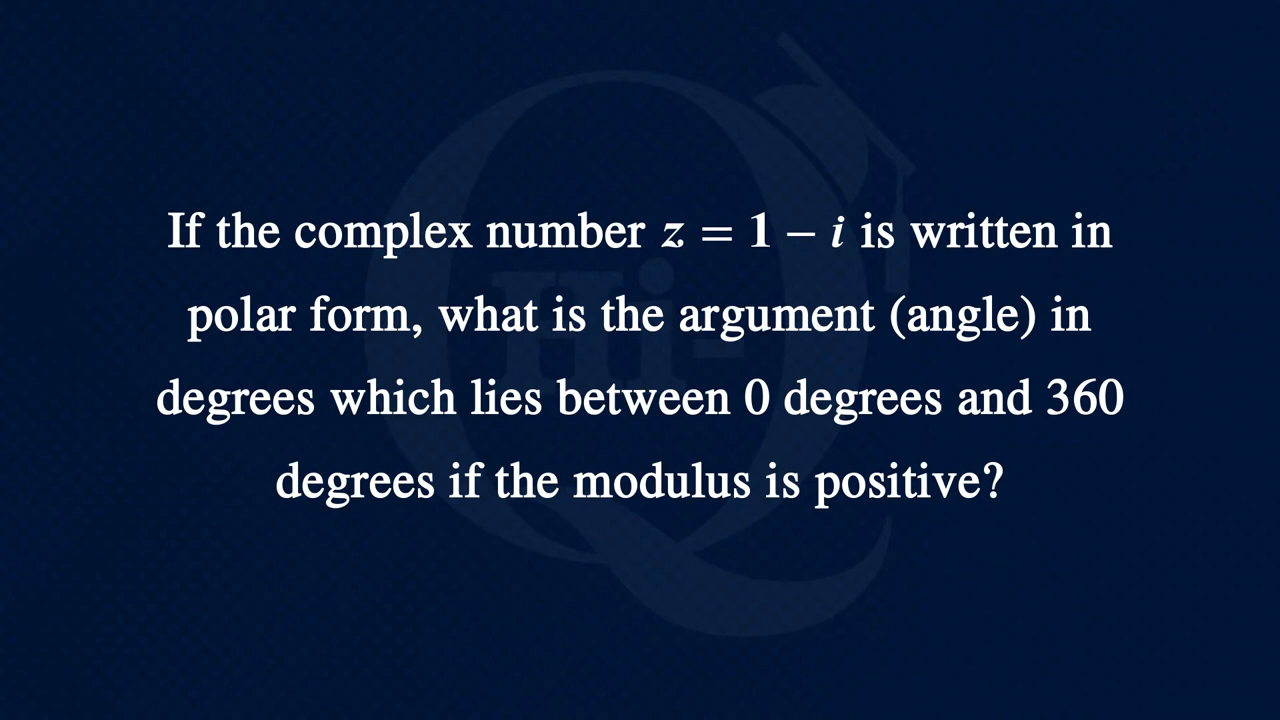 If the complex number z = 1 − i is written in
polar form, what is the argument (angle) in
degrees which lies between 0 degrees and 360
degrees if the modulus is positive?
Hi-
Q